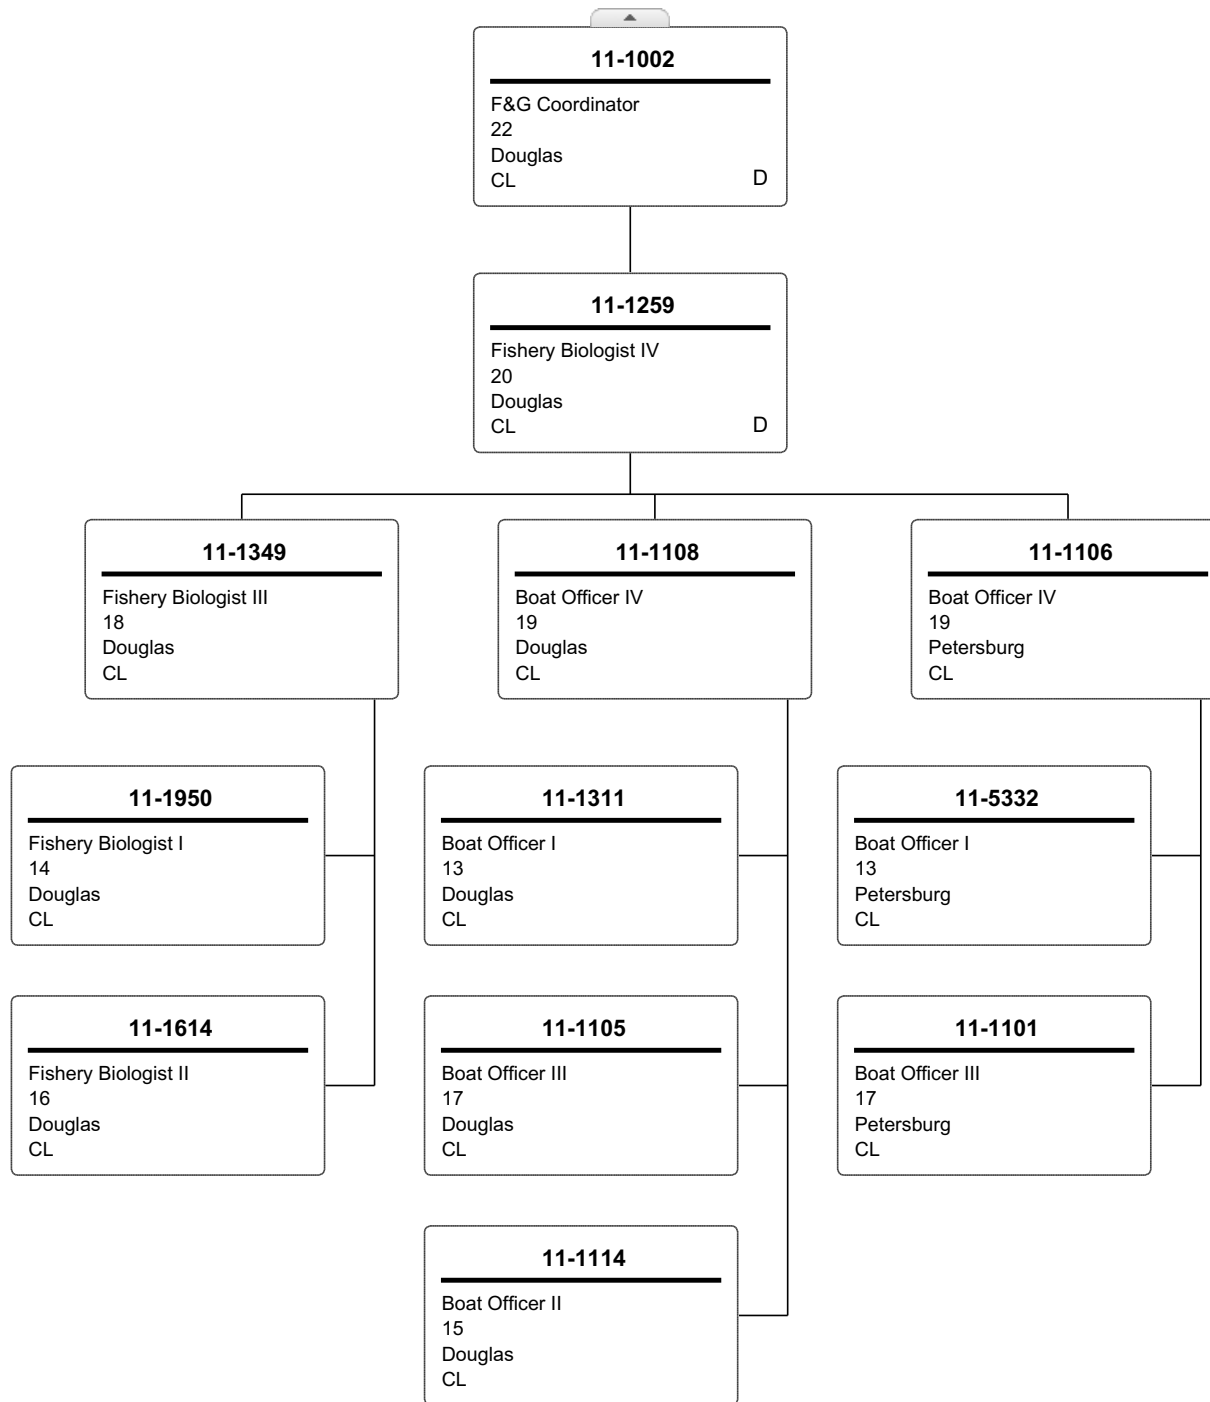 11-1002
F&G Coordinator
22
Douglas
CL
D
11-1259
Fishery Biologist IV
20
Douglas
CL
D
11-1349
Fishery Biologist III
18
Douglas
CL
11-1108
Boat Officer IV
19
Douglas
CL
11-1106
Boat Officer IV
19
Petersburg
CL
11-1950
Fishery Biologist I
14
Douglas
CL
11-1311
Boat Officer I
13
Douglas
CL
11-5332
Boat Officer I
13
Petersburg
CL
11-1614
Fishery Biologist II
16
Douglas
CL
11-1105
Boat Officer III
17
Douglas
CL
11-1101
Boat Officer III
17
Petersburg
CL
11-1114
Boat Officer II
15
Douglas
CL